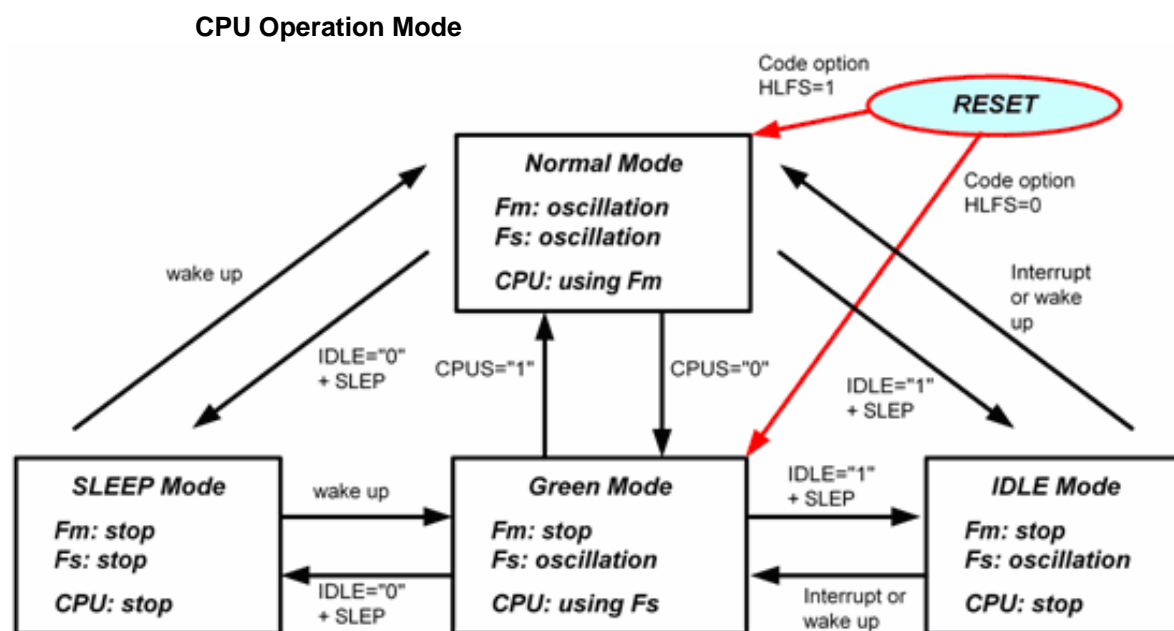 CPU Operation Mode
Code option
HLFS=1
RESET
Normal Mode
Fm: oscillation
Fs: oscillation
CPU: using Fm
Code option
HLFS=0
wake up
Interrupt
or wake
up
IDLE="0"
+ SLEP
CPUS="1"
CPUS="0"
IDLE="1"
+ SLEP
SLEEP Mode
Fm: stop
Fs: stop
CPU: stop
wake up
IDLE="0"
+ SLEP
Green Mode
Fm: stop
Fs: oscillation
CPU: using Fs
IDLE="1"
+ SLEP
Interrupt or
wake up
IDLE Mode
Fm: stop
Fs: oscillation
CPU: stop